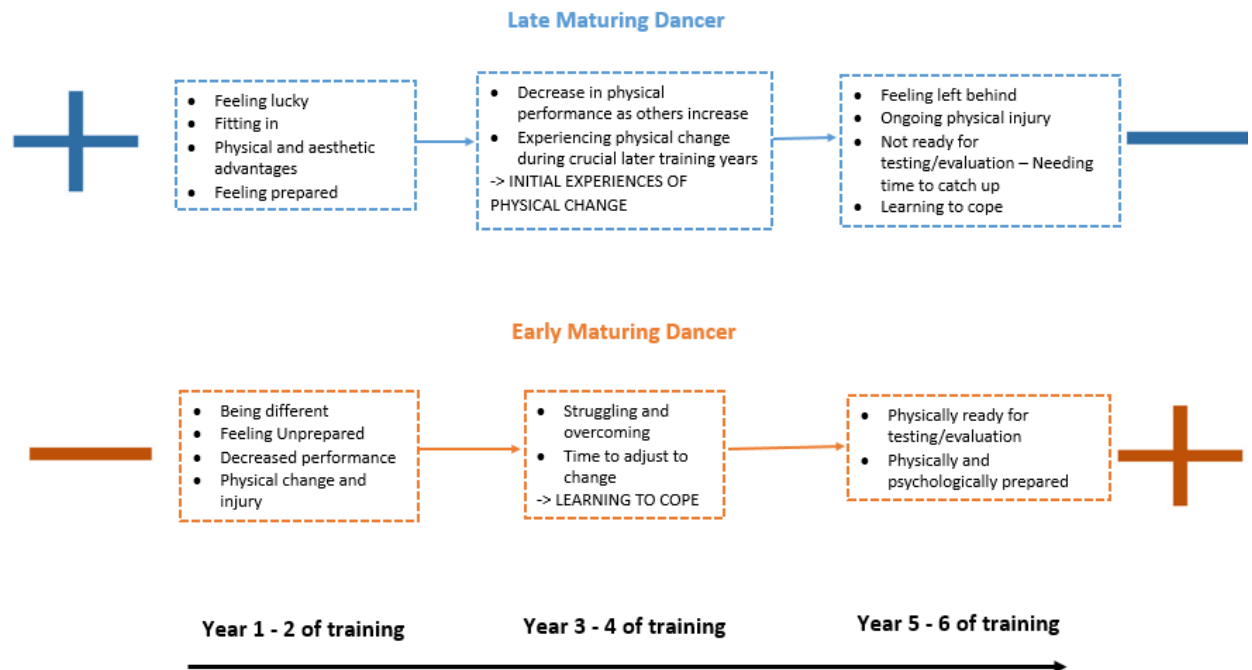 Late Maturing Dancer
• Feeling lucky
• Fitting in
• Physical and aesthetic
advantages
• Feeling prepared
• Decrease in physical
performance as others increase
• Experiencing physical change
during crucial later training years
-> INITIAL EXPERIENCES OF
PHYSICAL CHANGE
• Feeling left behind
• Ongoing physical injury
• Not ready for
testing/evaluation – Needing
time to catch up
• Learning to cope
Early Maturing Dancer
• Being different
• Feeling Unprepared
• Decreased performance
• Physical change and
injury
• Struggling and
overcoming
• Time to adjust to
change
-> LEARNING TO COPE
• Physically ready for
testing/evaluation
• Physically and
psychologically prepared
Year 1 - 2 of training
Year 3 - 4 of training
Year 5 - 6 of training